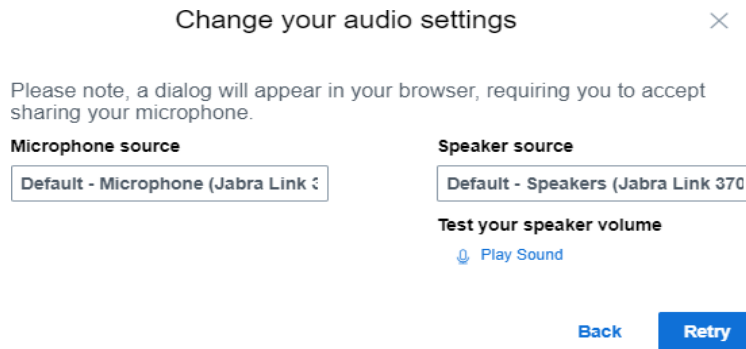 Change your audio settings
Please note, a dialog will appear in your browser, requiring you to accept
sharing your microphone.
Microphone source
Speaker source
Default - Microphone (Jabra Link
Default - Speakers (Jabra Link 370
Test your speaker volume
Play Sound
Back
Retry